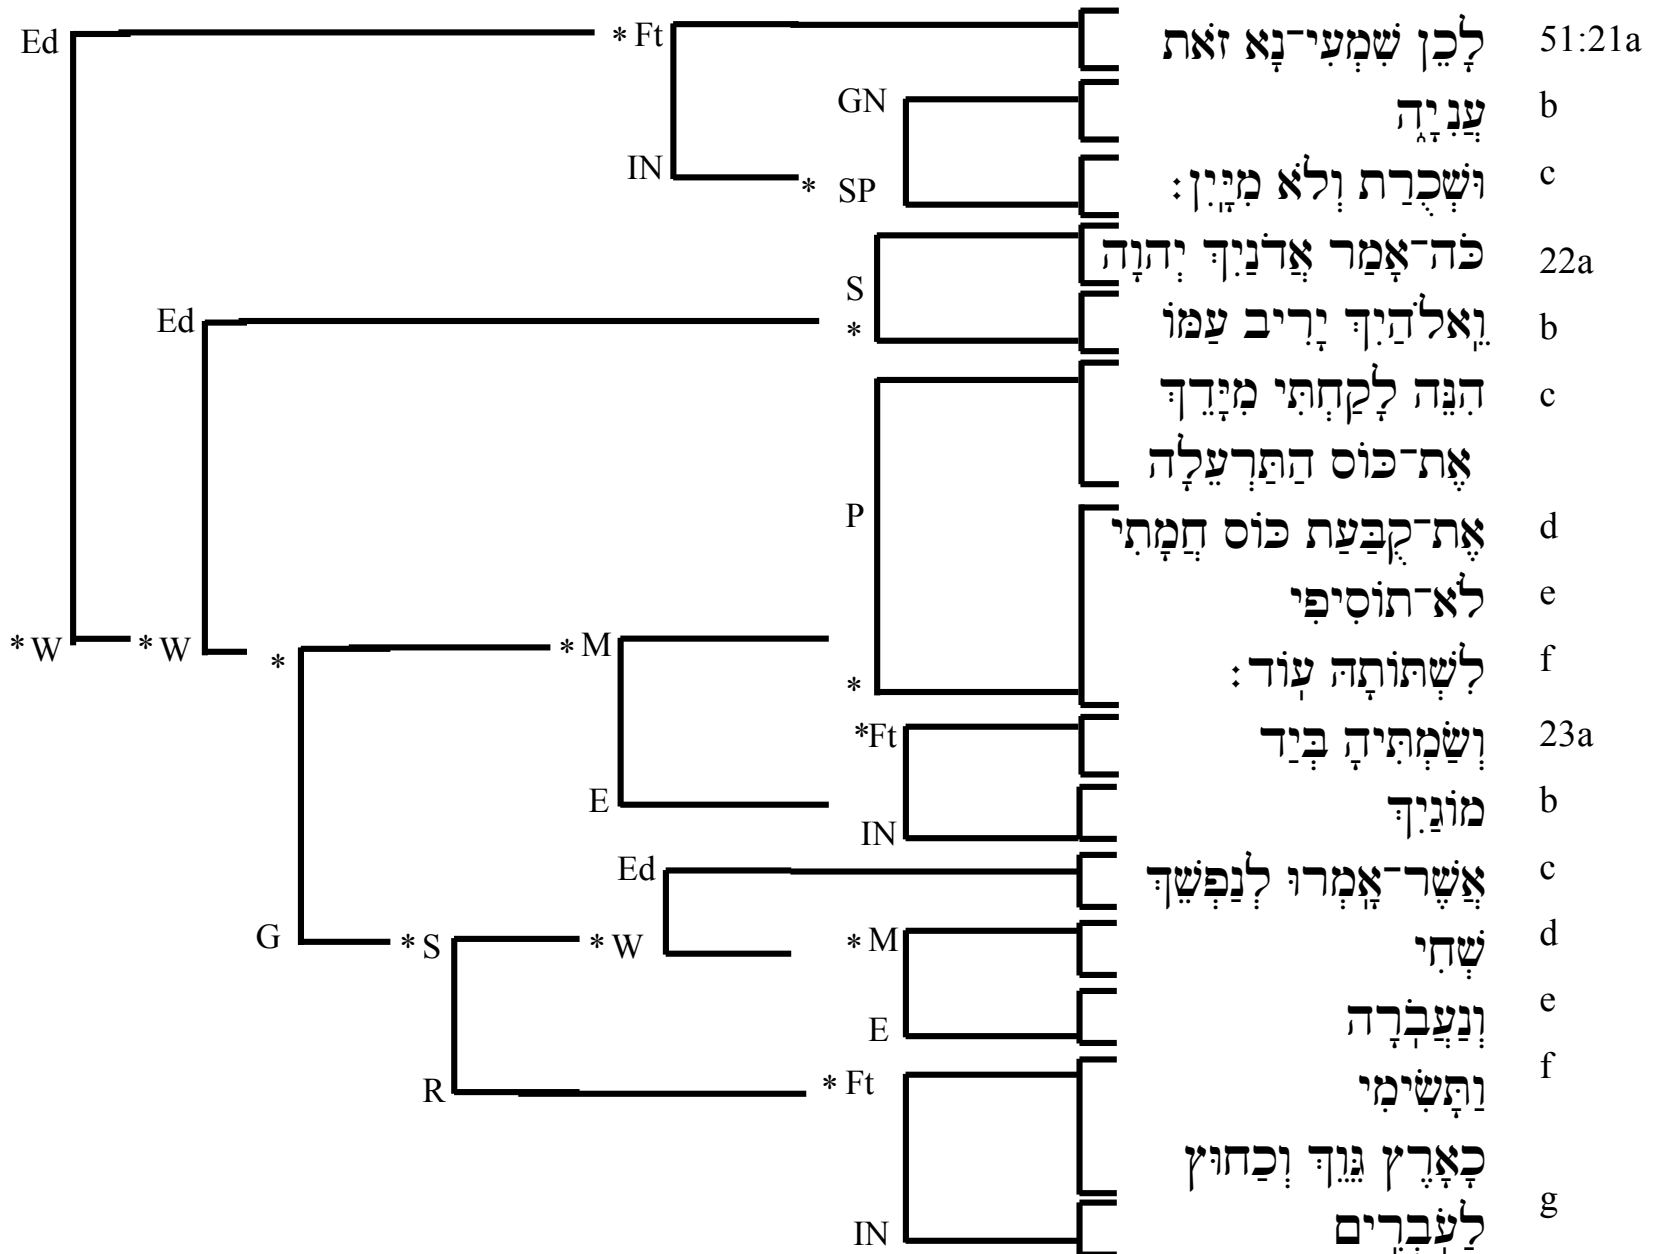 Ed * Ft לָכֵן שִׁמְעִי־נָא זֹאת 51:21a
GN עֲנִיָּה b
IN * SP וּשְׁכֻרַת וְלֹא מִיָּיִן׃ c
S כֹּה־אָמַר אֲדֹנַיִךְ יְהוָה 22a
Ed * וֵאלֹהַיִךְ יָרִיב עַמּוֹ b
הִנֵּה לָקַחְתִּי מִיָּדֵךְ c
אֶת־כּוֹס הַתַּרְעֵלָה
P אֶת־קֻבַּעַת כּוֹס חֲמָתִי d
לֹא־תוֹסִיפִי e
* W * W * * M * לִשְׁתּוֹתָהּ עוֹד׃ f
*Ft וְשַׂמְתִּיהָ בְּיַד 23a
E IN מוֹגַיִךְ b
Ed אֲשֶׁר־אָמְרוּ לְנַפְשֵׁךְ c
G * S * W * M שְׁחִי d
E וְנַעֲבֹרָה e
R * Ft וַתָּשִׂימִי f
כָאָרֶץ גֵּוֵךְ וְכַחוּץ
IN לַעֹבְרִים g